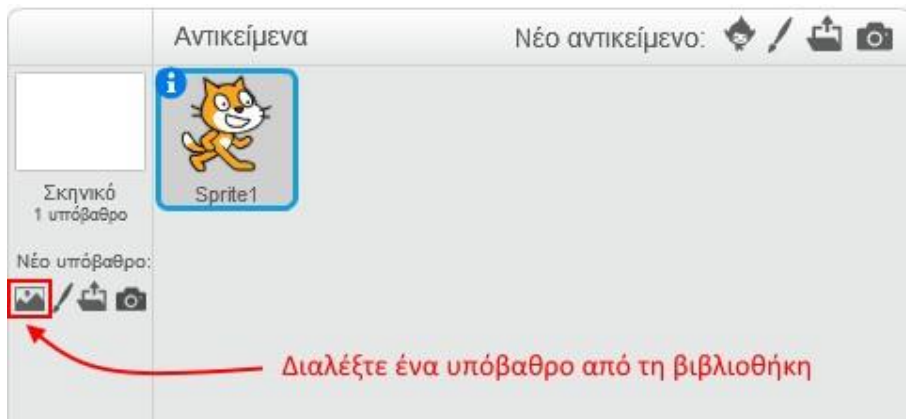 Αντικείμενα
Νέο αντικείμενο:
Sprite1
Σκηνικό
1 υπόβαθρο
Νέο υπόβαθρο:
Διαλέξτε ένα υπόβαθρο από τη βιβλιοθήκη